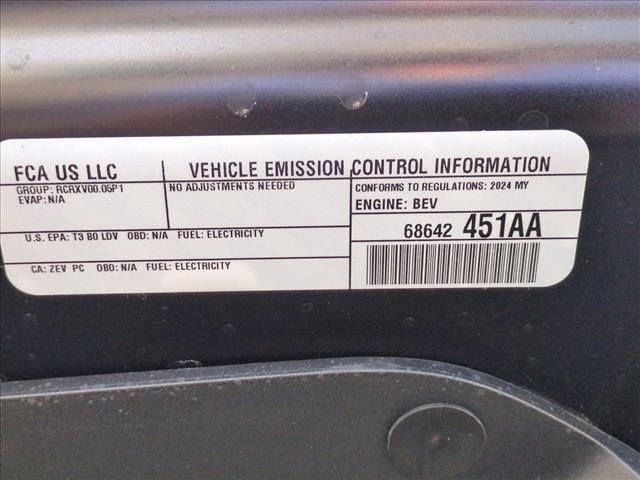 FCA US LLC
VEHICLE EMISSION CONTROL INFORMATION
GROUP: RCRXV00.05P1
EVAP: N/A
NO ADJUSTMENTS NEEDED
CONFORMS TO REGULATIONS: 2024 MY
ENGINE: BEV
U.S. EPA: T3 B0 LDV OBD: N/A FUEL: ELECTRICITY
68642 451AA
CA: ZEV PC OBD: N/A FUEL: ELECTRICITY